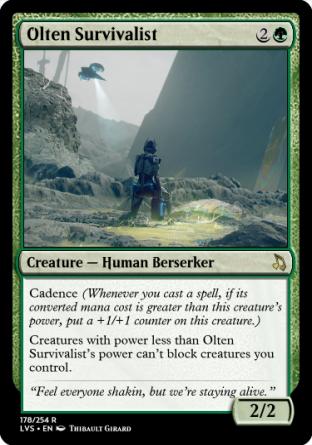 Olten Survivalist 2
Creature — Human Berserker
Cadence (Whenever you cast a spell, if its
converted mana cost is greater than this creature's
power, put a +1/+1 counter on this creature.)
Creatures with power less than Olten
Survivalist's power can't block creatures you
control.
"Feel everyone shakin, but we're staying alive."
2/2
178/254 R
LVS • EN Thibault Girard